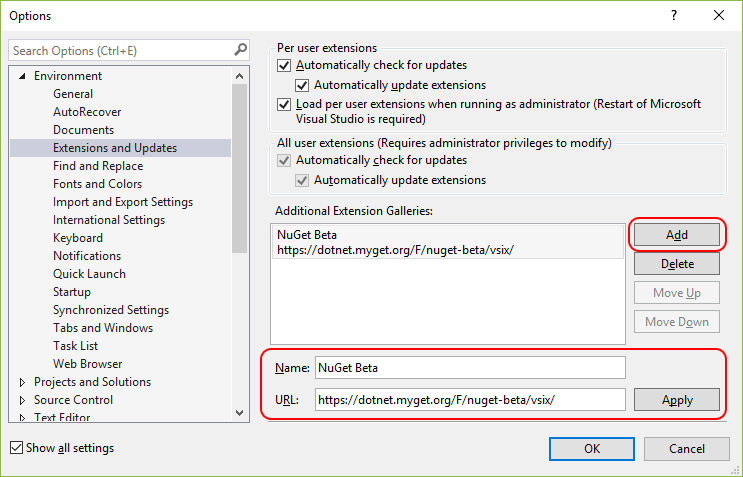 Options
Search Options (Ctrl+E)
Environment
General
AutoRecover
Documents
Extensions and Updates
Find and Replace
Fonts and Colors
Import and Export Settings
International Settings
Keyboard
Notifications
Quick Launch
Startup
Synchronized Settings
Tabs and Windows
Task List
Web Browser
Projects and Solutions
Source Control
Text Editor
Show all settings
Per user extensions
Automatically check for updates
Automatically update extensions
Load per user extensions when running as administrator (Restart of Microsoft
Visual Studio is required)
All user extensions (Requires administrator privileges to modify)
Automatically check for updates
Automatically update extensions
Additional Extension Galleries:
NuGet Beta
https://dotnet.myget.org/F/nuget-beta/vsix/
Add
Delete
Move Up
Move Down
Name: NuGet Beta
URL: https://dotnet.myget.org/F/nuget-beta/vsix/
Apply
OK
Cancel